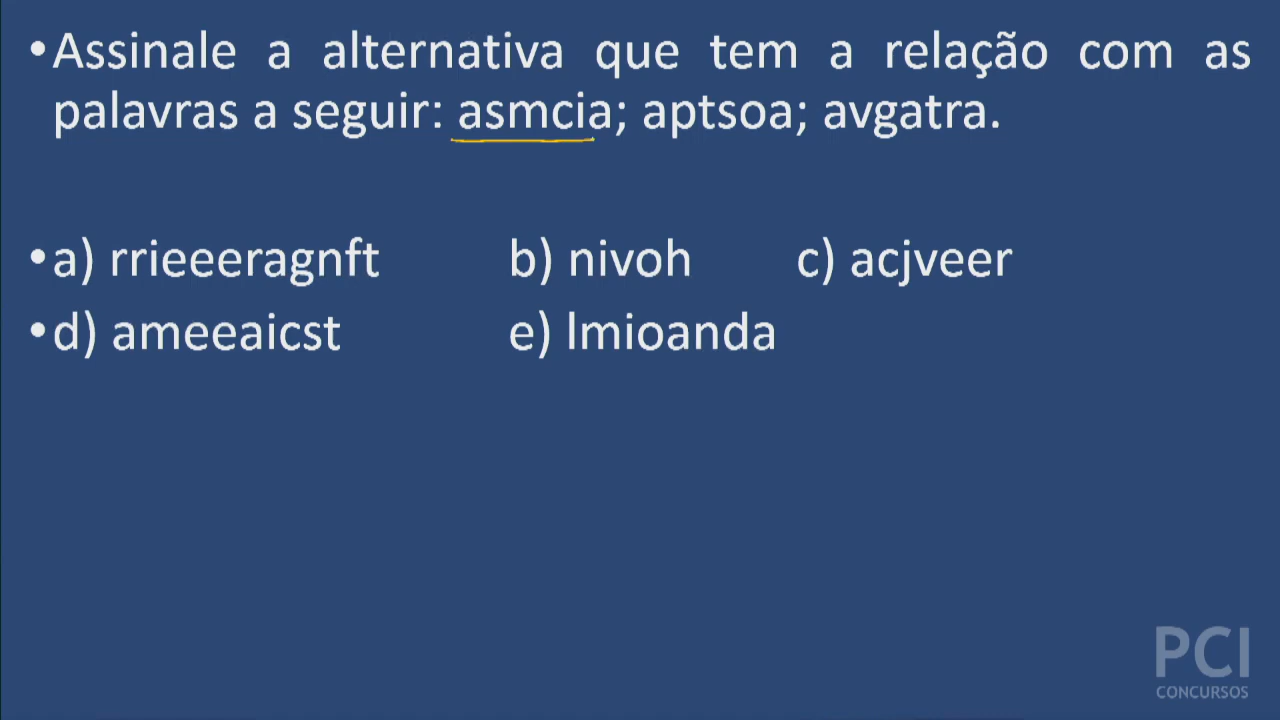 •Assinale a alternativa que tem a relação com as
palavras a seguir: asmcia; aptsoa; avgatra.
•a) rrieeeragnft b) nivoh c) acjveer
•d) ameeaicst e) lmioanda
PCI
CONCURSOS